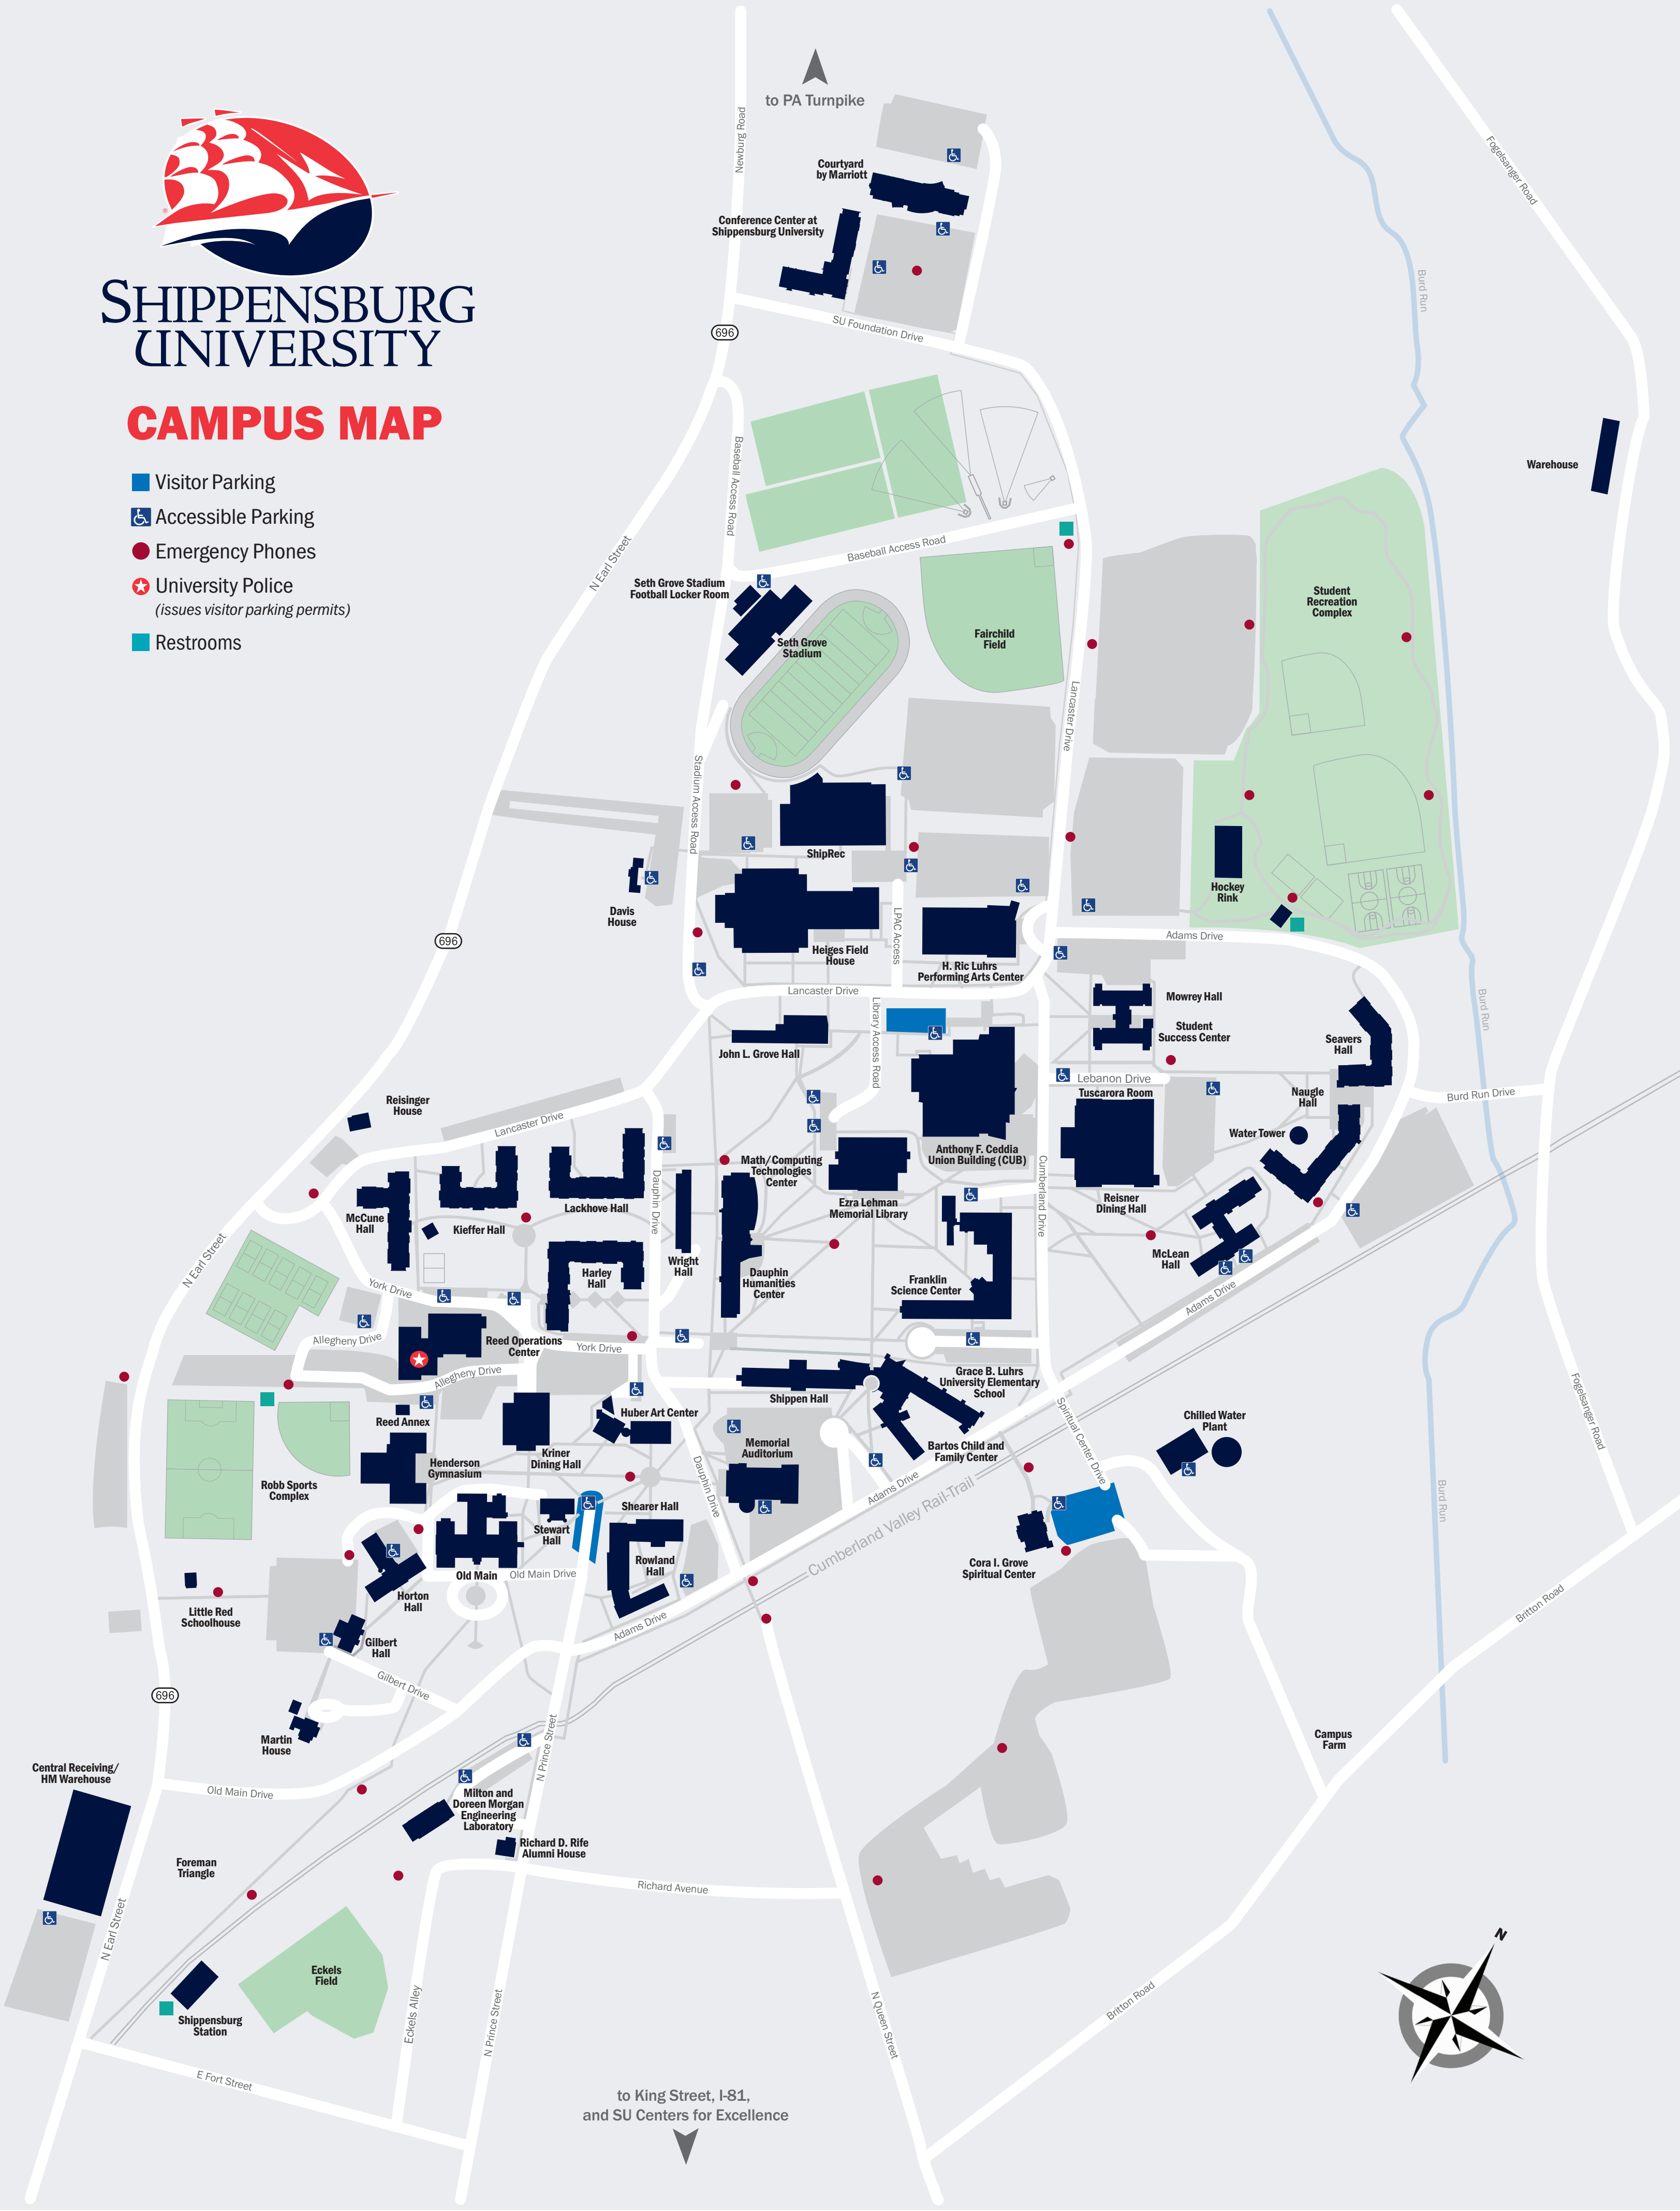 SHIPPENSBURG
UNIVERSITY
CAMPUS MAP
Visitor Parking
Accessible Parking
Emergency Phones
University Police
(issues visitor parking permits)
Restrooms
to PA Turnpike
Newburg Road
Courtyard
by Marriott
Conference Center at
Shippensburg University
SU Foundation Drive
696
Fogelsanger Road
Burd Run
Warehouse
Baseball Access Road
N Earl Street
Baseball Access Road
Seth Grove Stadium
Football Locker Room
Seth Grove
Stadium
Fairchild
Field
Student
Recreation
Complex
Lancaster Drive
Stadium Access Road
ShipRec
Hockey
Rink
Davis
House
696
Heiges Field
House
LPAC Access
H. Ric Luhrs
Performing Arts Center
Adams Drive
Lancaster Drive
Library Access Road
Mowrey Hall
Student
Success Center
Burd Run
Seavers
Hall
John L. Grove Hall
Lebanon Drive
Tuscarora Room
Naugle
Hall
Burd Run Drive
Reisinger
House
Lancaster Drive
Water Tower
Anthony F. Ceddia
Union Building (CUB)
Math/Computing
Technologies
Center
Dauphin Drive
Cumberland Drive
McCune
Hall
Kieffer Hall
Lackhove Hall
Ezra Lehman
Memorial Library
Reisner
Dining Hall
N Earl Street
Wright
Hall
McLean
Hall
Harley
Hall
Dauphin
Humanities
Center
Franklin
Science Center
York Drive
Adams Drive
Allegheny Drive
Reed Operations
Center
York Drive
Allegheny Drive
Grace B. Luhrs
University Elementary
School
Shippen Hall
Fogelsanger Road
Reed Annex
Huber Art Center
Spiritual Center Drive
Chilled Water
Plant
Memorial
Auditorium
Bartos Child and
Family Center
Kriner
Dining Hall
Henderson
Gymnasium
Robb Sports
Complex
Dauphin Drive
Adams Drive
Cumberland Valley Rail-Trail
Burd Run
Shearer Hall
Stewart
Hall
Cora I. Grove
Spiritual Center
Rowland
Hall
Old Main
Old Main Drive
Horton
Hall
Little Red
Schoolhouse
Adams Drive
Britton Road
Gilbert
Hall
Gilbert Drive
696
Martin
House
N Prince Street
Campus
Farm
Central Receiving/
HM Warehouse
Old Main Drive
Milton and
Doreen Morgan
Engineering
Laboratory
Richard D. Rife
Alumni House
Foreman
Triangle
Richard Avenue
N Earl Street
N
Eckels
Field
Shippensburg
Station
Eckels Alley
N Prince Street
N Queen Street
Britton Road
E Fort Street
to King Street, I-81,
and SU Centers for Excellence